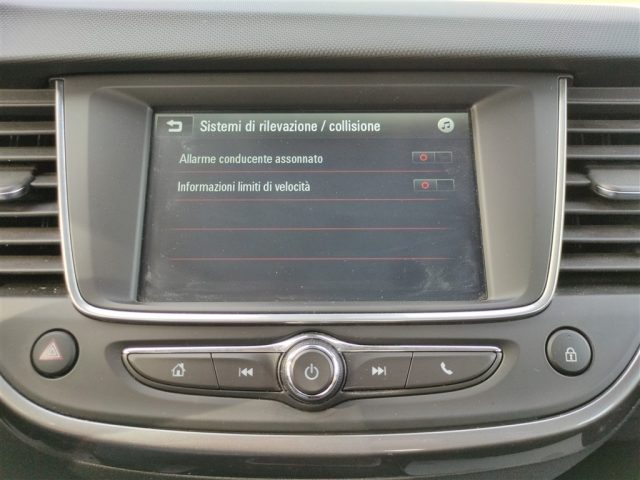 Sistemi di rilevazione / collisione
Allarme conducente assonnato
Informazioni limiti di velocità